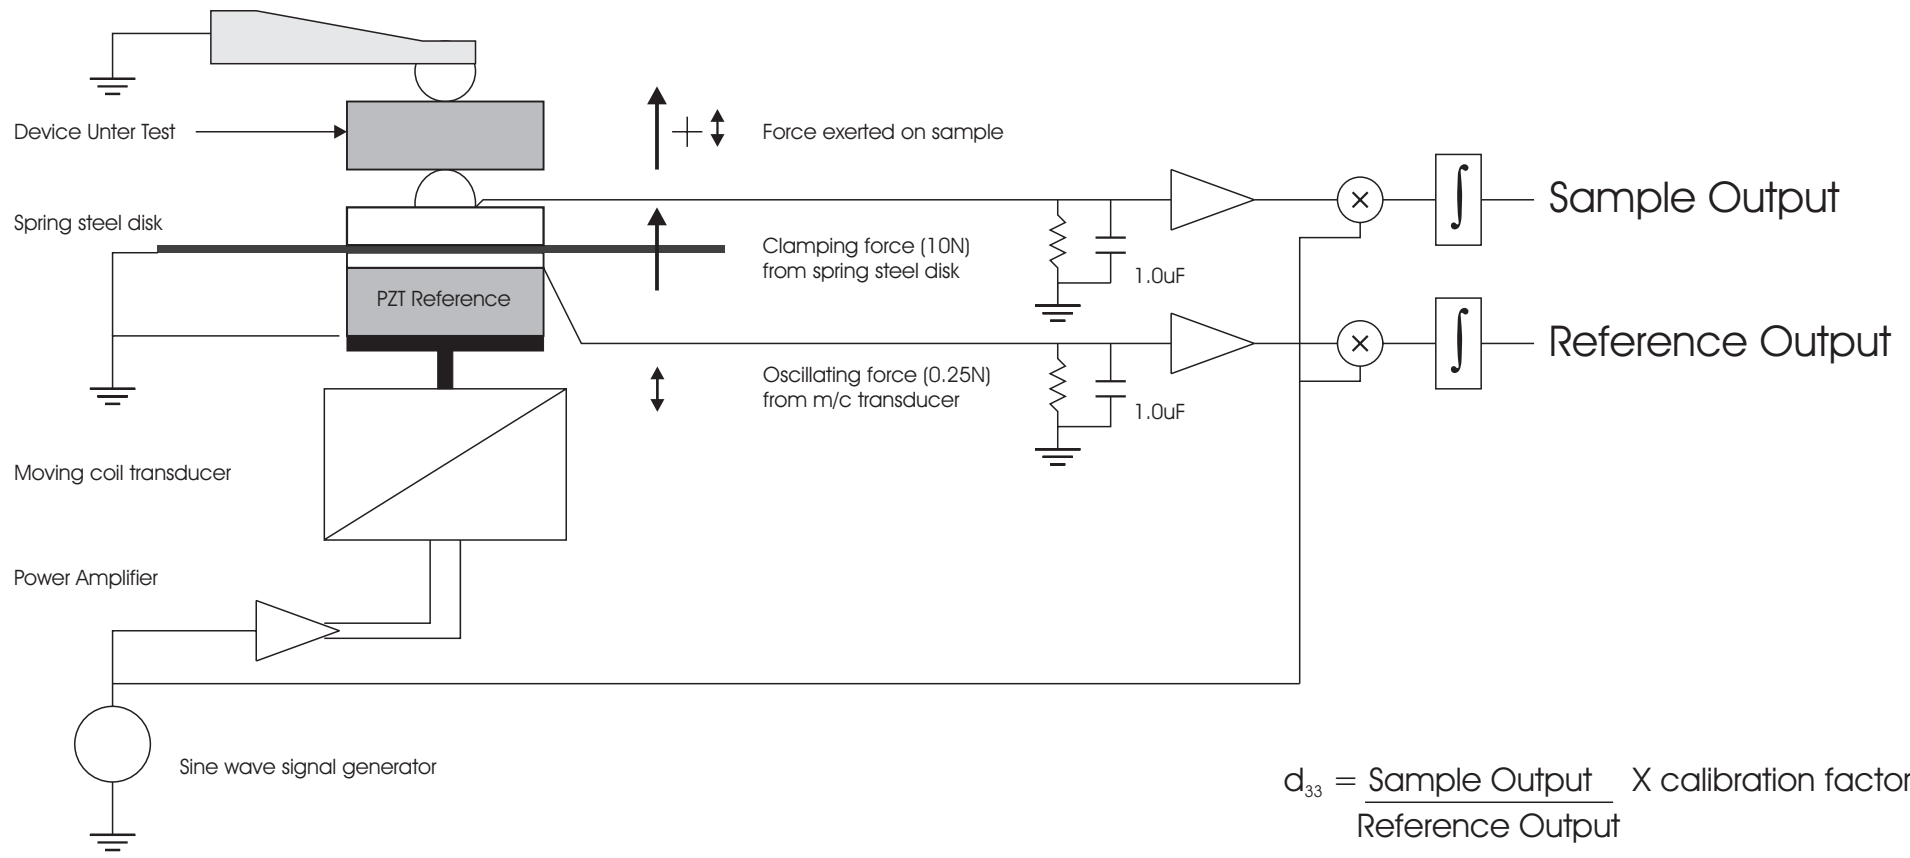 Device Unter Test
Force exerted on sample
Sample Output
Spring steel disk
Clamping force (10N)
from spring steel disk
1.0uF
PZT Reference
Reference Output
Oscillating force (0.25N)
from m/c transducer
1.0uF
Moving coil transducer
Power Amplifier
Sine wave signal generator
d₃₃ = Sample Output X calibration factor
Reference Output